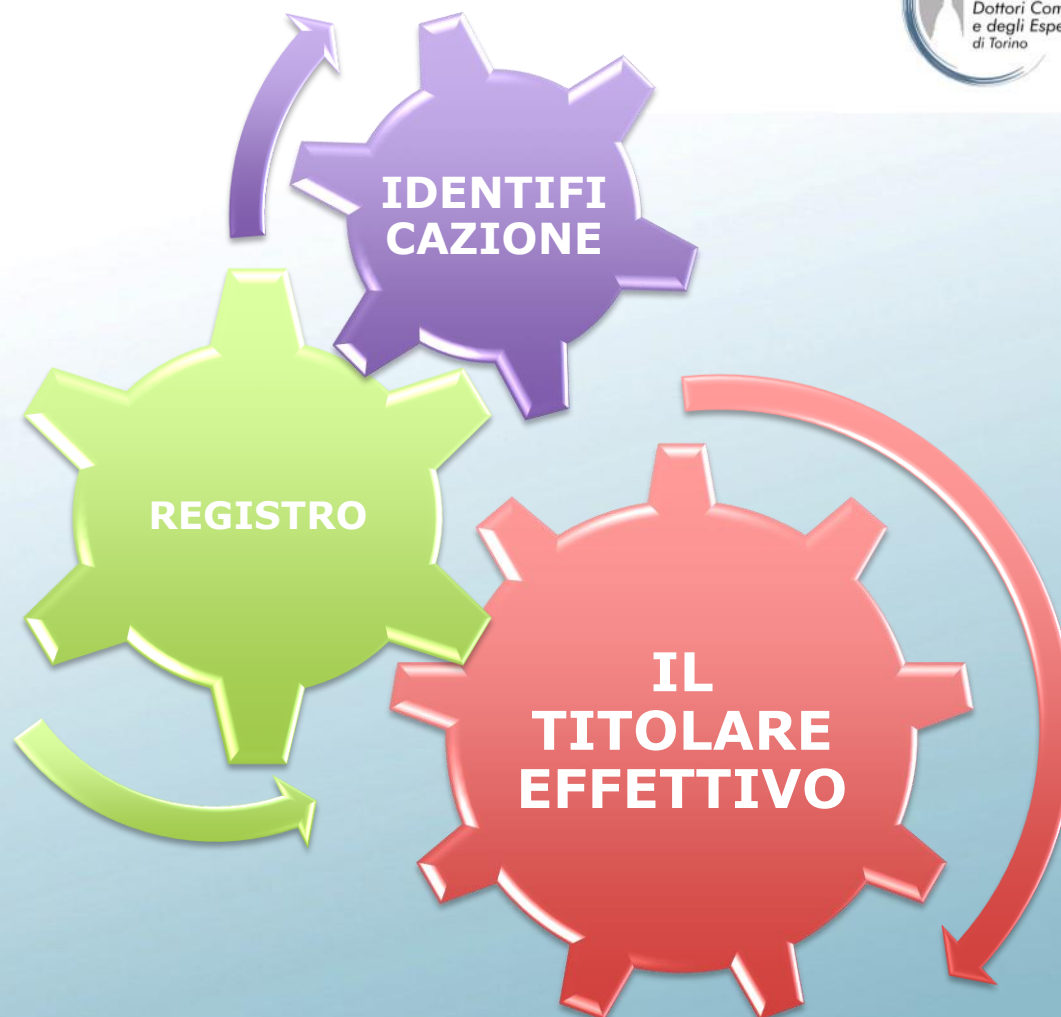 Dottori Com
e degli Espe
di Torino
IDENTIFI
CAZIONE
REGISTRO
IL
TITOLARE
EFFETTIVO